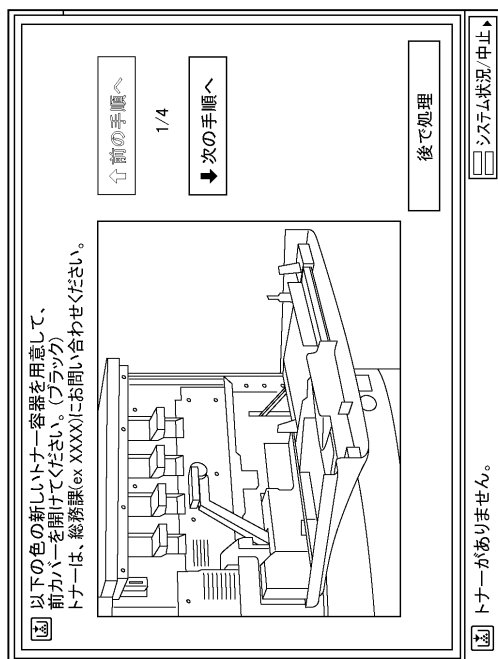 以下の色の新しいトナー容器を用意して、
前カバーを開けてください。(ブラック)
トナーは、総務課(ex XXXX)にお問い合わせください。
⇧前の手順へ
1/4
⬇次の手順へ
後で処理
トナーがありません。
システム状況/中止